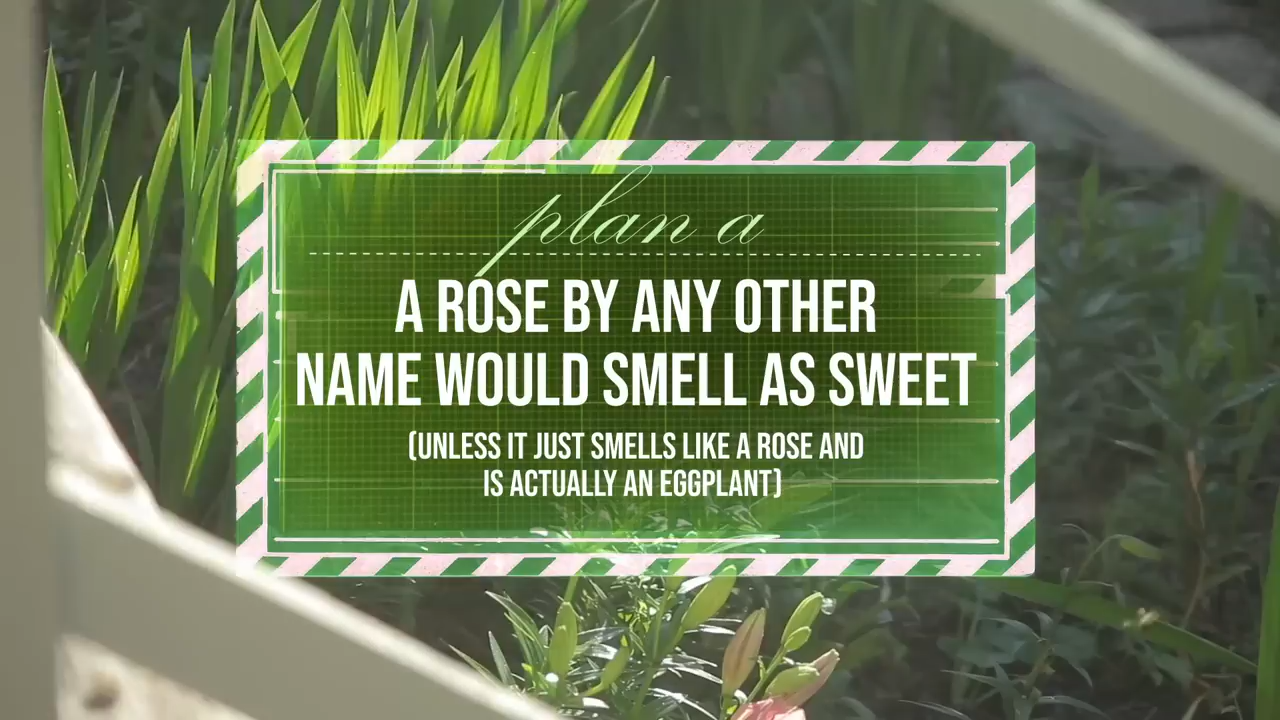 plan a
A ROSE BY ANY OTHER
NAME WOULD SMELL AS SWEET
(UNLESS IT JUST SMELLS LIKE A ROSE AND
IS ACTUALLY AN EGGPLANT)